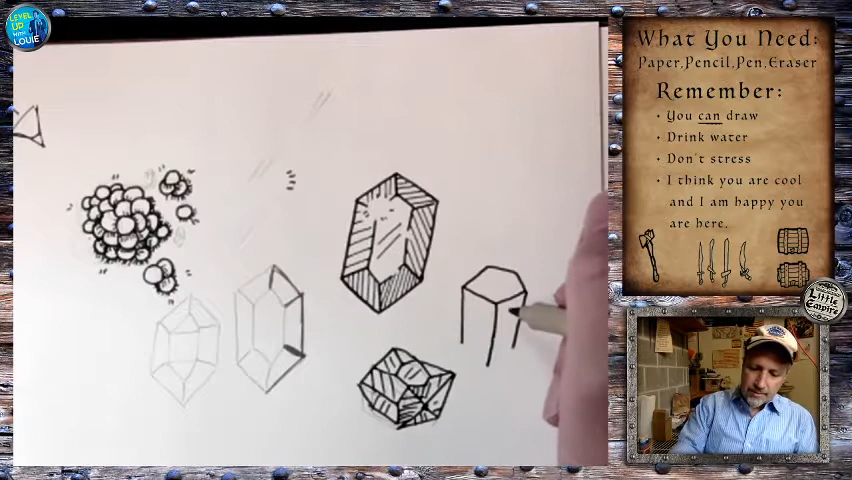 LEVEL
UP
WITH
LOUIE
What You Need:
Paper,Pencil,Pen,Eraser
Remember:
• You can draw
• Drink water
• Don't stress
• I think you are cool
and I am happy you
are here.
Little
Empire